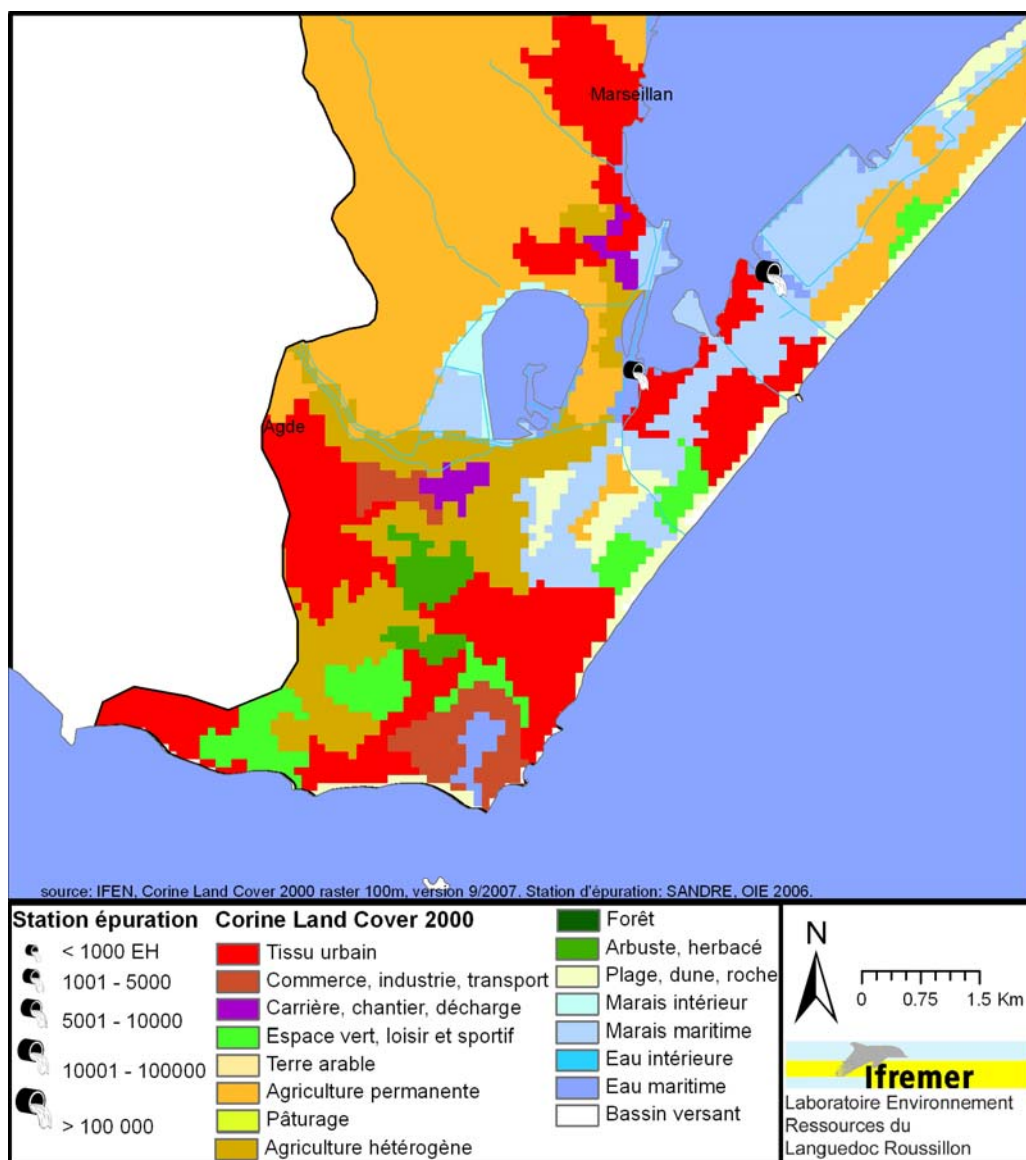 Marseillan
Agde
source: IFEN, Corine Land Cover 2000 raster 100m, version 9/2007. Station d'épuration: SANDRE, OIE 2006.
Station épuration
< 1000 EH
1001 - 5000
5001 - 10000
10001 - 100000
> 100 000
Corine Land Cover 2000
Tissu urbain
Commerce, industrie, transport
Carrière, chantier, décharge
Espace vert, loisir et sportif
Terre arable
Agriculture permanente
Pâturage
Agriculture hétérogène
Forêt
Arbuste, herbacé
Plage, dune, roche
Marais intérieur
Marais maritime
Eau intérieure
Eau maritime
Bassin versant
N
0 0.75 1.5 Km
Ifremer
Laboratoire Environnement
Ressources du
Languedoc Roussillon